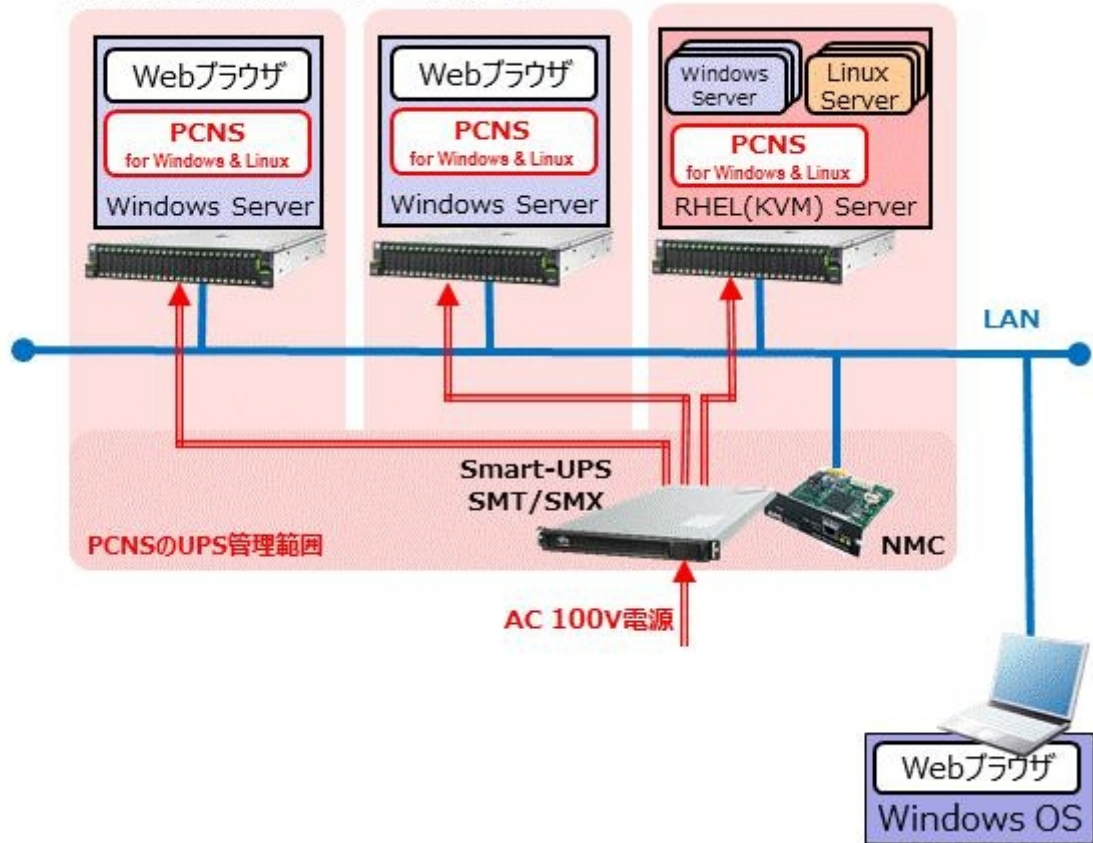 Webブラウザ
PCNS
for Windows & Linux
Windows Server
Webブラウザ
PCNS
for Windows & Linux
Windows Server
Windows
Server
Linux
Server
PCNS
for Windows & Linux
RHEL(KVM) Server
LAN
Smart-UPS
SMT/SMX
PCNSのUPS管理範囲
NMC
AC 100V電源
Webブラウザ
Windows OS